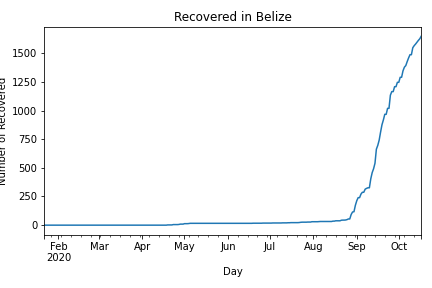 Recovered in Belize
Number of Recovered
1500
1250
1000
750
500
250
0
Feb Mar Apr May Jun Jul Aug Sep Oct
2020
Day